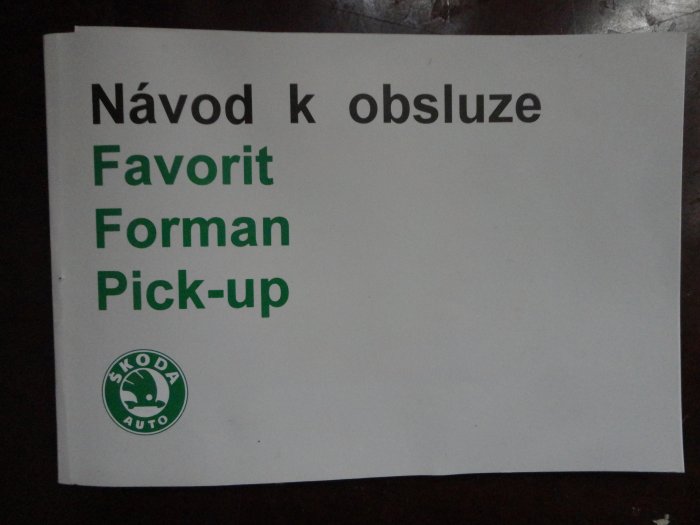 Návod k obsluze
Favorit
Forman
Pick-up
ŠKODA
AUTO